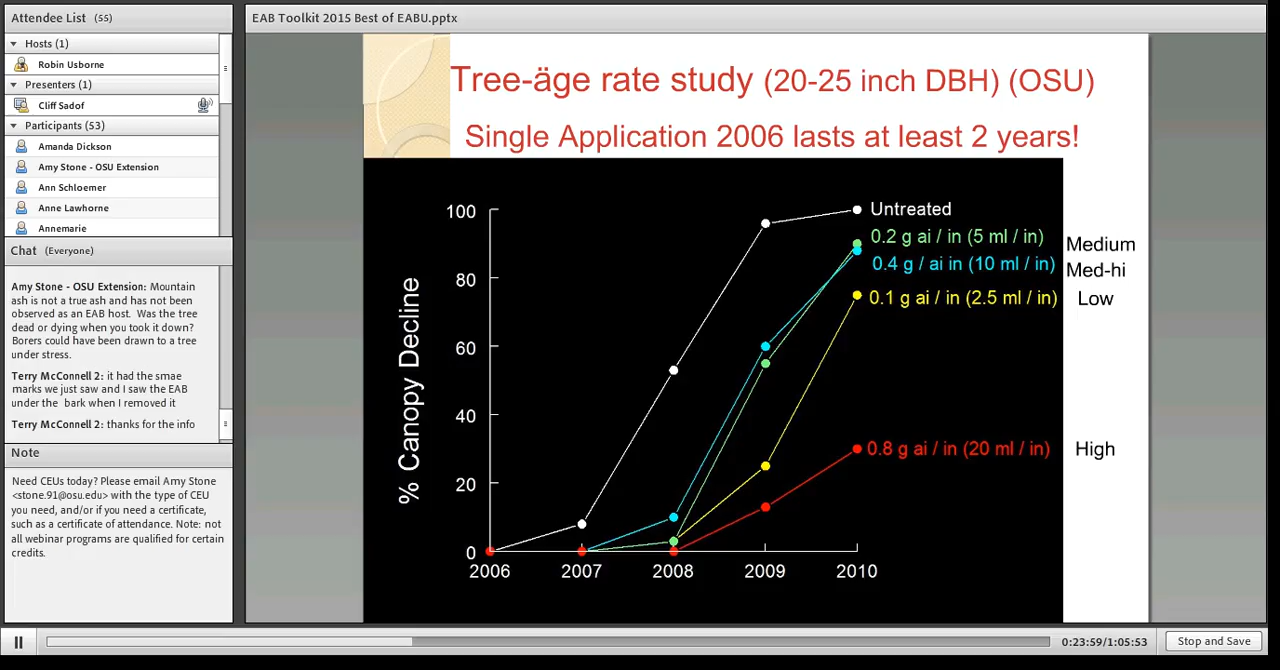 Attendee List (55)
Hosts (1)
Robin Usborne
Presenters (1)
Cliff Sadof
Participants (53)
Amanda Dickson
Amy Stone - OSU Extension
Ann Schloemer
Anne Lawhorne
Annemarie
Chat (Everyone)
Amy Stone - OSU Extension: Mountain
ash is not a true ash and has not been
observed as an EAB host. Was the tree
dead or dying when you took it down?
Borers could have been drawn to a tree
under stress.
Terry McConnell 2: it had the smae
marks we just saw and I saw the EAB
under the bark when I removed it
Terry McConnell 2: thanks for the info
Note
Need CEUs today? Please email Amy Stone
<stone.91@osu.edu> with the type of CEU
you need, and/or if you need a certificate,
such as a certificate of attendance. Note: not
all webinar programs are qualified for certain
credits.
EAB Toolkit 2015 Best of EABU.pptx
Tree-äge rate study (20-25 inch DBH) (OSU)
Single Application 2006 lasts at least 2 years!
% Canopy Decline
100
80
60
40
20
0
2006 2007 2008 2009 2010
Untreated
0.2 g ai / in (5 ml / in) Medium
0.4 g / ai in (10 ml / in) Med-hi
0.1 g ai / in (2.5 ml / in) Low
0.8 g ai / in (20 ml / in) High
0:23:59/1:05:53
Stop and Save